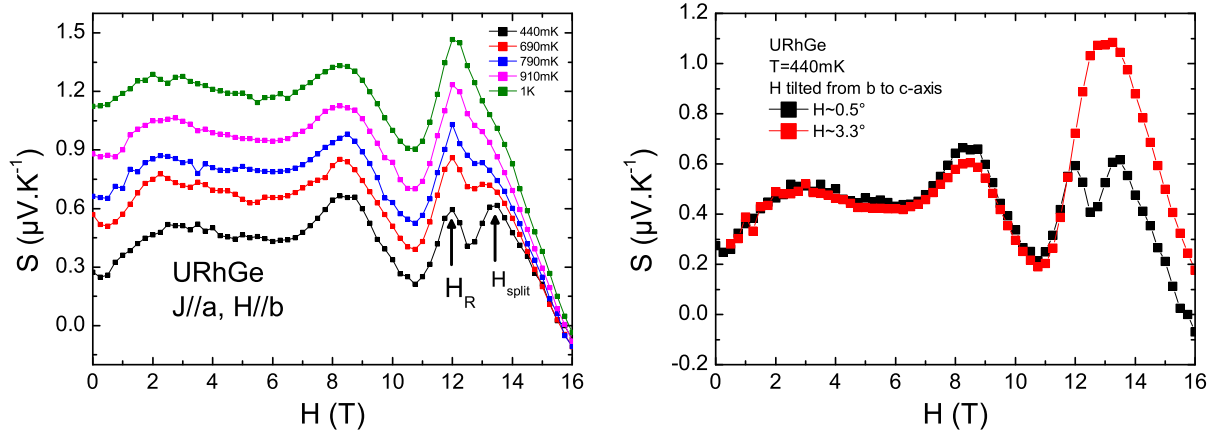 S (μV.K⁻¹)
1.5
1.2
0.9
0.6
0.3
0.0
440mK
690mK
790mK
910mK
1K
URhGe
J//a, H//b
H_R
H_split
0 2 4 6 8 10 12 14 16
H (T)
S (μV.K⁻¹)
1.2
1.0
0.8
0.6
0.4
0.2
0.0
-0.2
URhGe
T=440mK
H tilted from b to c-axis
H~0.5°
H~3.3°
0 2 4 6 8 10 12 14 16
H (T)